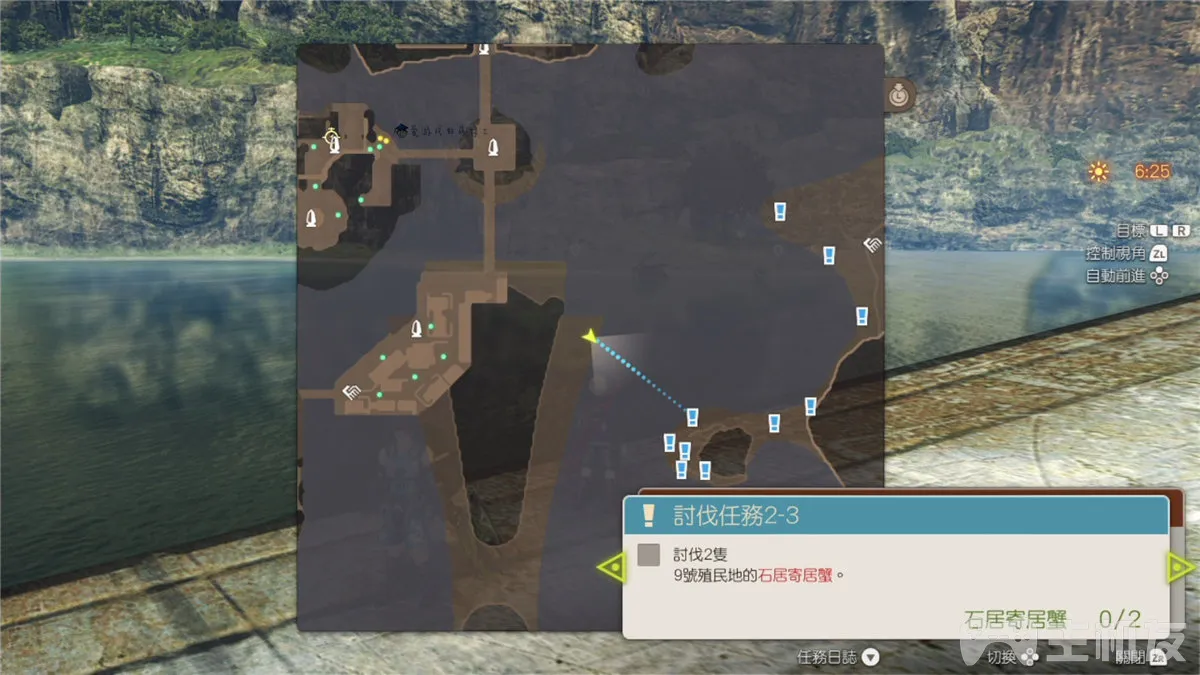 6:25
目標 L R
控制視角 ZL
自動前進
討伐任務2-3
討伐2隻
9號殖民地的石居寄居蟹。
石居寄居蟹 0/2
任務日誌
切換
關閉 ZR